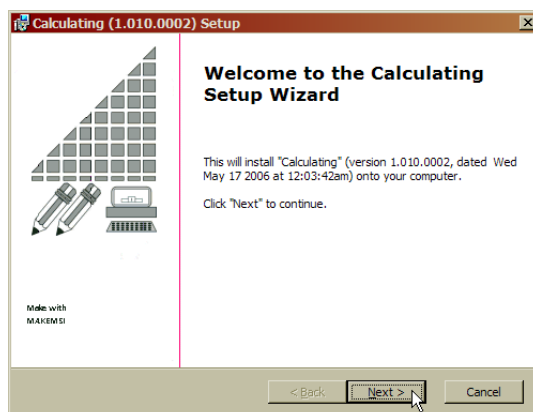 Calculating (1.010.0002) Setup
Welcome to the Calculating
Setup Wizard
This will install "Calculating" (version 1.010.0002, dated Wed
May 17 2006 at 12:03:42am) onto your computer.
Click "Next" to continue.
Make with
MAKEMSI
< Back
Next >
Cancel